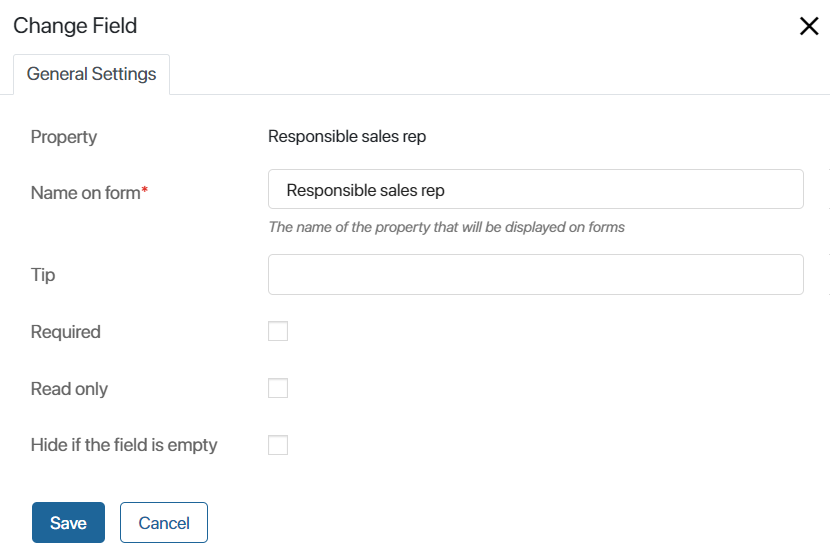 Change Field
General Settings
Property
Responsible sales rep
Name on form*
Responsible sales rep
The name of the property that will be displayed on forms
Tip
Required
Read only
Hide if the field is empty
Save
Cancel